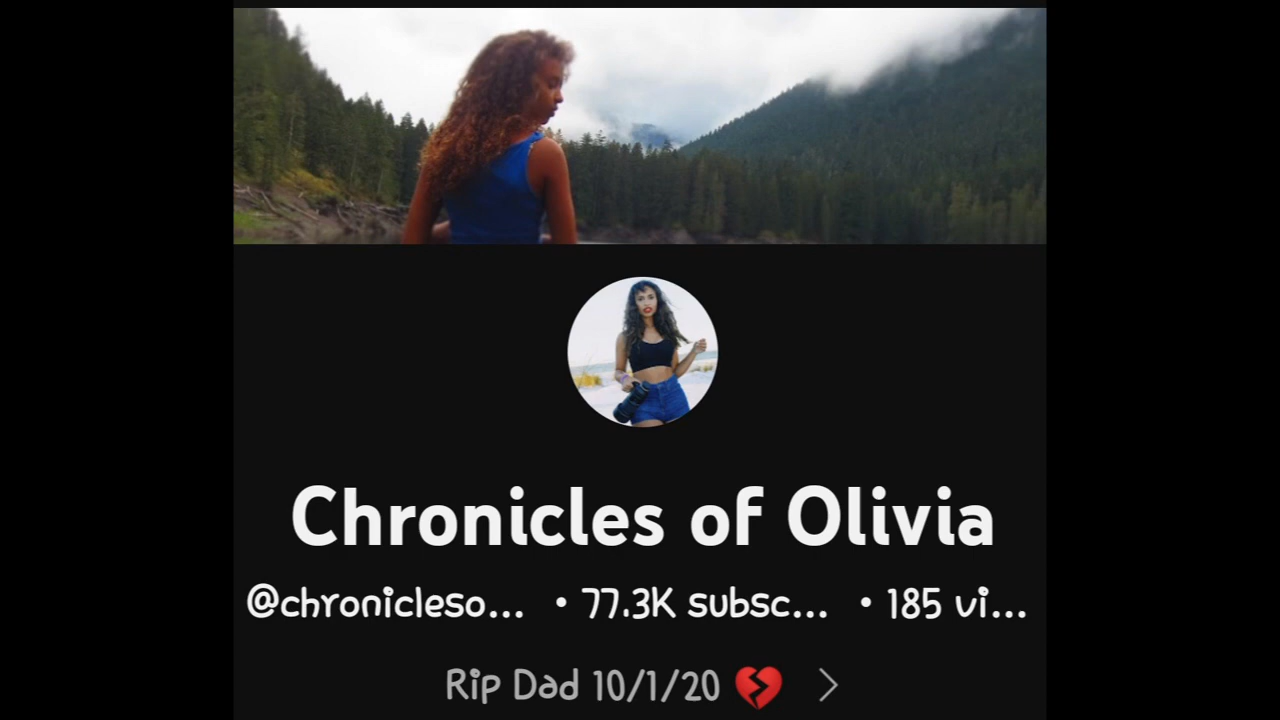 Chronicles of Olivia
@chronicleso... • 77.3K subsc... • 185 vi...
Rip Dad 10/1/20 💔 >